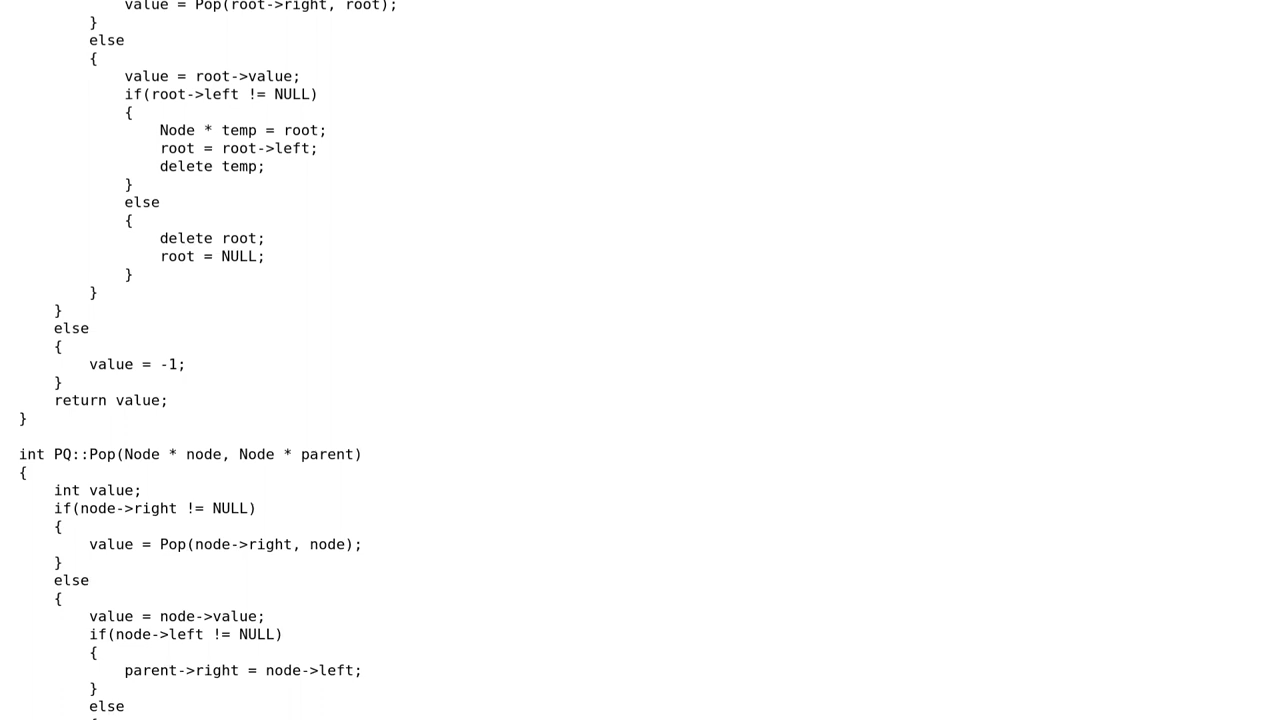 value = Pop(root->right, root);
        }
        else
        {
            value = root->value;
            if(root->left != NULL)
            {
                Node * temp = root;
                root = root->left;
                delete temp;
            }
            else
            {
                delete root;
                root = NULL;
            }
        }
    }
    else
    {
        value = -1;
    }
    return value;
}

int PQ::Pop(Node * node, Node * parent)
{
    int value;
    if(node->right != NULL)
    {
        value = Pop(node->right, node);
    }
    else
    {
        value = node->value;
        if(node->left != NULL)
        {
            parent->right = node->left;
        }
        else
        {